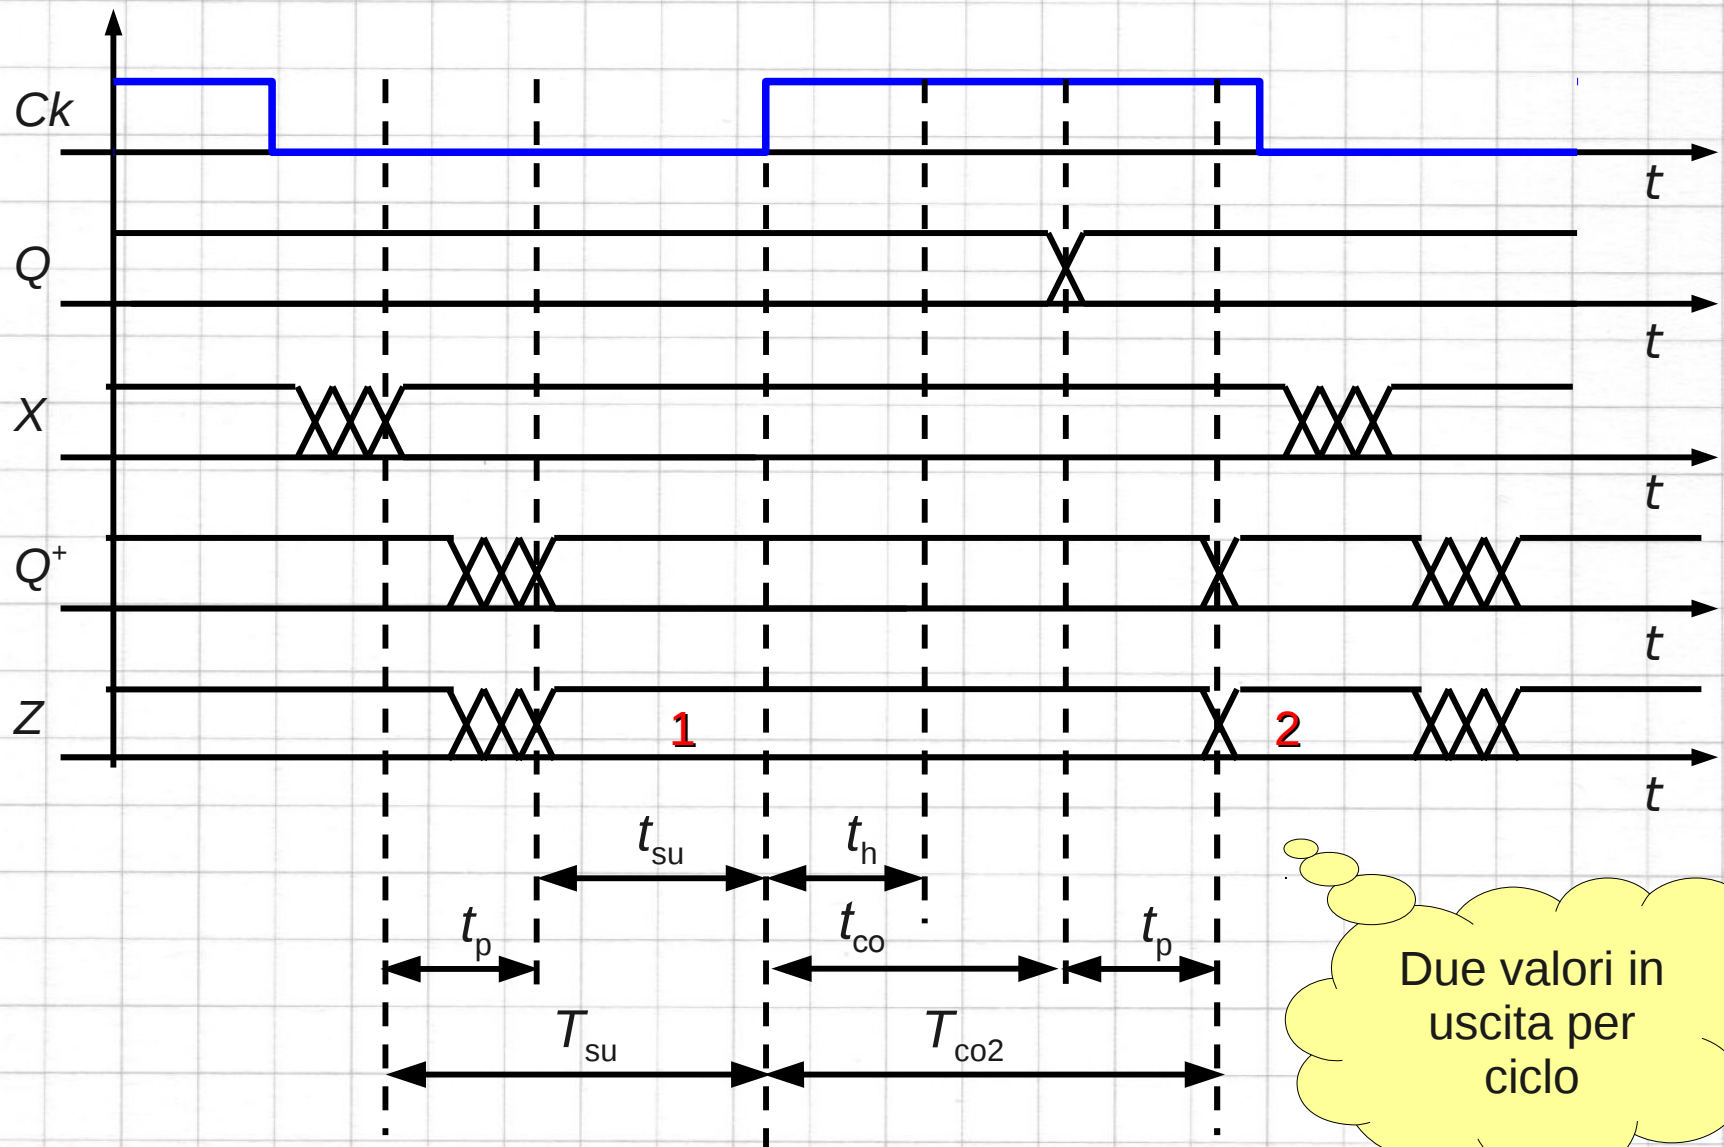 Ck
t
Q
t
X
t
Q+
t
Z
1
2
t
tsu
th
tp
tco
tp
Tsu
Tco2
Due valori in
uscita per
ciclo